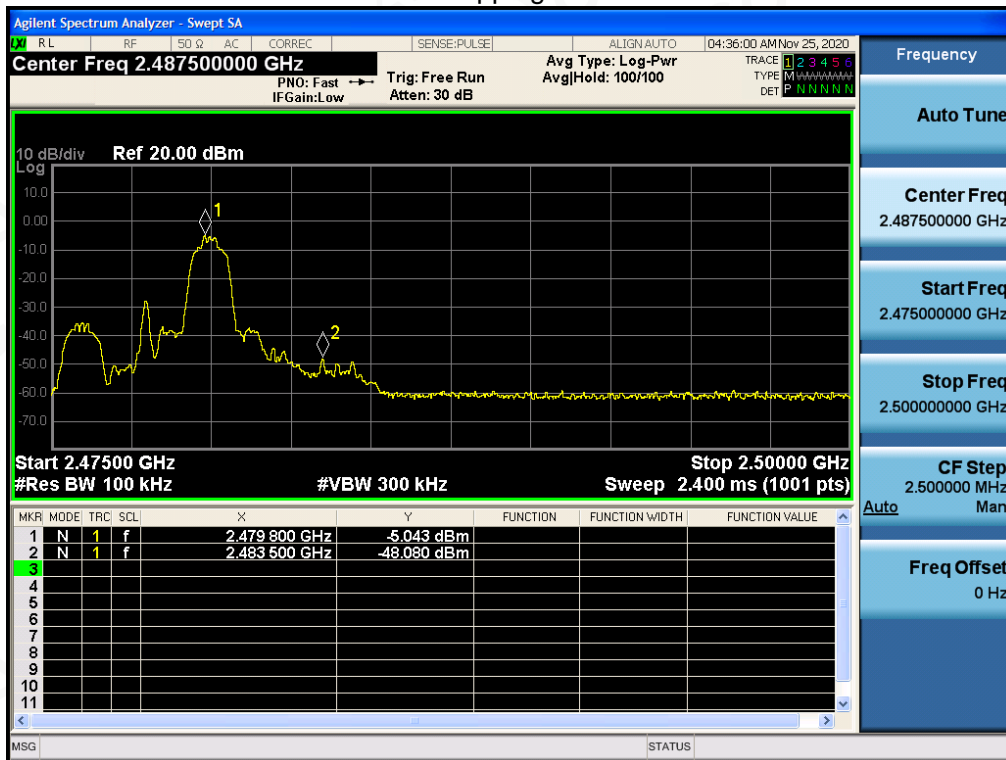 Agilent Spectrum Analyzer - Swept SA
LXI RL RF 50 Ω AC CORREC SENSE:PULSE ALIGN AUTO 04:36:00 AM Nov 25, 2020
Center Freq 2.487500000 GHz
PNO: Fast
IFGain:Low
Trig: Free Run
Atten: 30 dB
Avg Type: Log-Pwr
Avg|Hold: 100/100
TRACE 1 2 3 4 5 6
TYPE M
DET P N N N N N
10 dB/div Ref 20.00 dBm
Log
10.0
0.00
-10.0
-20.0
-30.0
-40.0
-50.0
-60.0
-70.0
1
2
Start 2.47500 GHz Stop 2.50000 GHz
#Res BW 100 kHz #VBW 300 kHz Sweep 2.400 ms (1001 pts)
MKR MODE TRC SCL X Y FUNCTION FUNCTION WIDTH FUNCTION VALUE
1 N 1 f 2.479 800 GHz -5.043 dBm
2 N 1 f 2.483 500 GHz -48.080 dBm
3
4
5
6
7
8
9
10
11
MSG STATUS
Frequency
Auto Tune
Center Freq
2.487500000 GHz
Start Freq
2.475000000 GHz
Stop Freq
2.500000000 GHz
CF Step
2.500000 MHz
Auto Man
Freq Offset
0 Hz